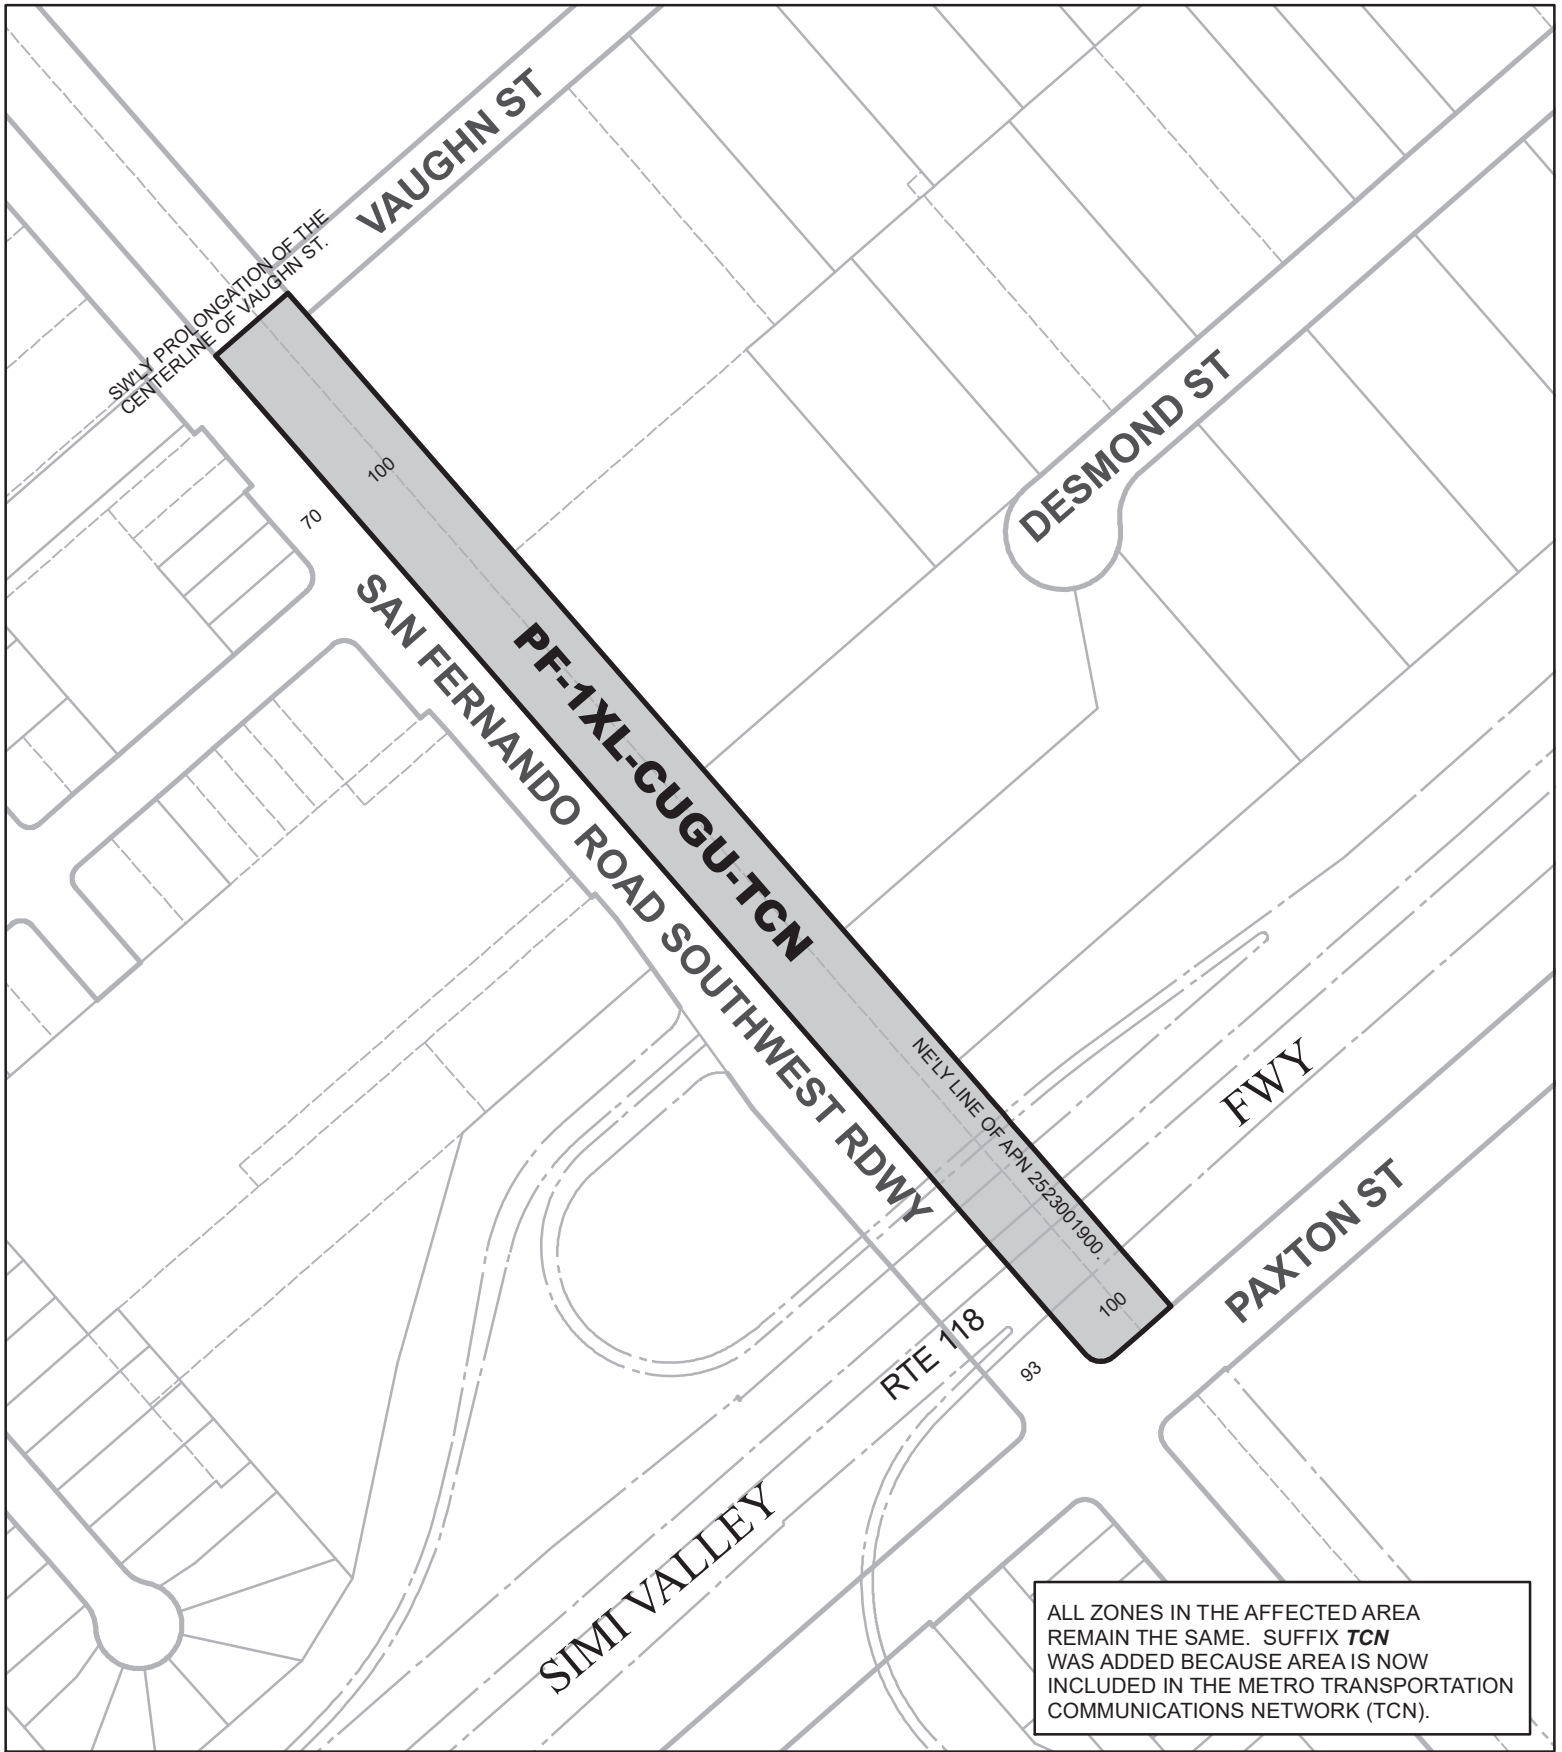 VAUGHN ST
SW'LY PROLONGATION OF THE
CENTERLINE OF VAUGHN ST.
DESMOND ST
100
70
SAN FERNANDO ROAD SOUTHWEST RDWY
PF-1XL-CUGU-TCN
NE'LY LINE OF APN 2523001900.
FWY
PAXTON ST
100
RTE 118
93
SIMI VALLEY
ALL ZONES IN THE AFFECTED AREA
REMAIN THE SAME. SUFFIX TCN
WAS ADDED BECAUSE AREA IS NOW
INCLUDED IN THE METRO TRANSPORTATION
COMMUNICATIONS NETWORK (TCN).